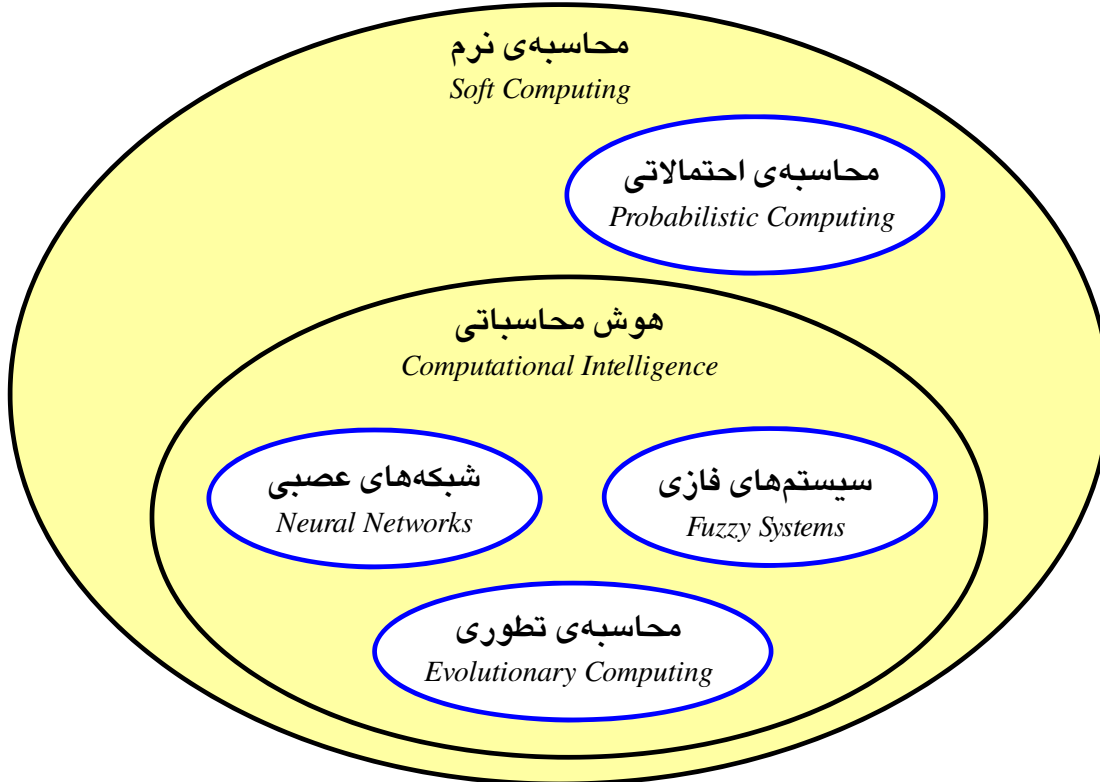 محاسبه‌ی نرم
Soft Computing
محاسبه‌ی احتمالاتی
Probabilistic Computing
هوش محاسباتی
Computational Intelligence
شبکه‌های عصبی
Neural Networks
سیستم‌های فازی
Fuzzy Systems
محاسبه‌ی تطوری
Evolutionary Computing